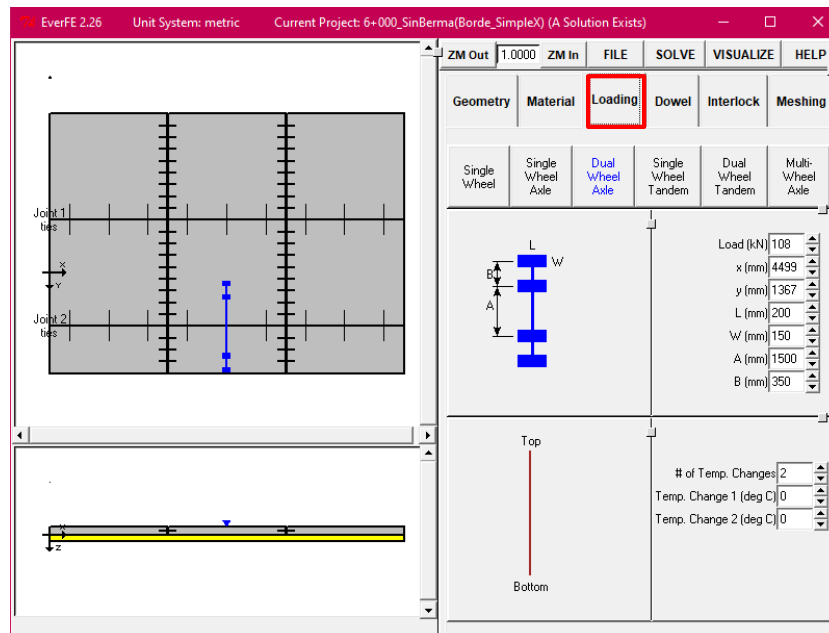 EverFE 2.26 Unit System: metric Current Project: 6+000_SinBerma(Borde_SimpleX) (A Solution Exists)
ZM Out 1.0000 ZM In FILE SOLVE VISUALIZE HELP
Geometry Material Loading Dowel Interlock Meshing
Single
Wheel
Single
Wheel
Axle
Dual
Wheel
Axle
Single
Wheel
Tandem
Dual
Wheel
Tandem
Multi-
Wheel
Axle
Joint 1
ties
X
Y
Joint 2
ties
L
W
B
A
Load (kN) 108
x (mm) 4499
y (mm) 1367
L (mm) 200
W (mm) 150
A (mm) 1500
B (mm) 350
X
Z
Top
Bottom
# of Temp. Changes 2
Temp. Change 1 (deg C) 0
Temp. Change 2 (deg C) 0